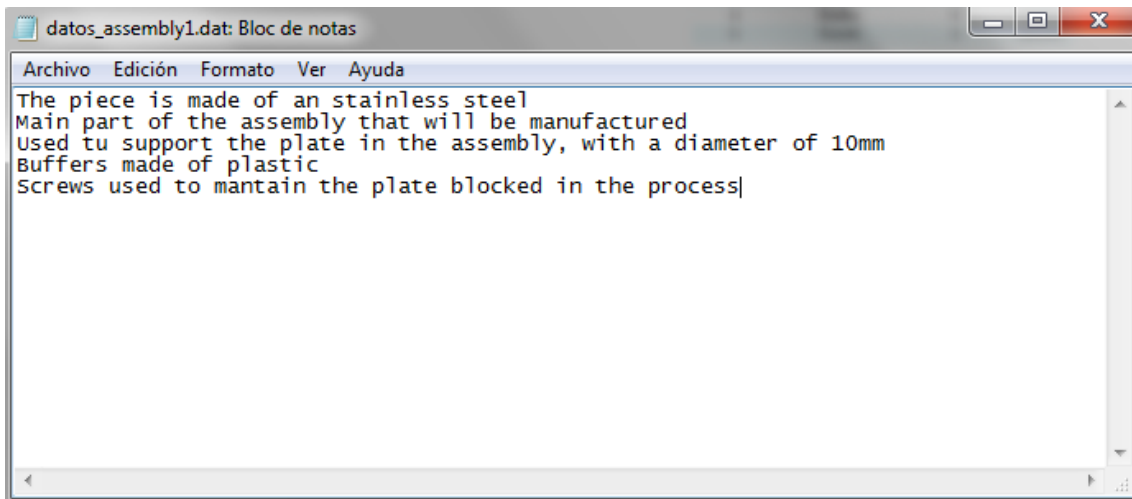 datos_assembly1.dat: Bloc de notas
Archivo Edición Formato Ver Ayuda
The piece is made of an stainless steel
Main part of the assembly that will be manufactured
Used tu support the plate in the assembly, with a diameter of 10mm
Buffers made of plastic
Screws used to mantain the plate blocked in the process